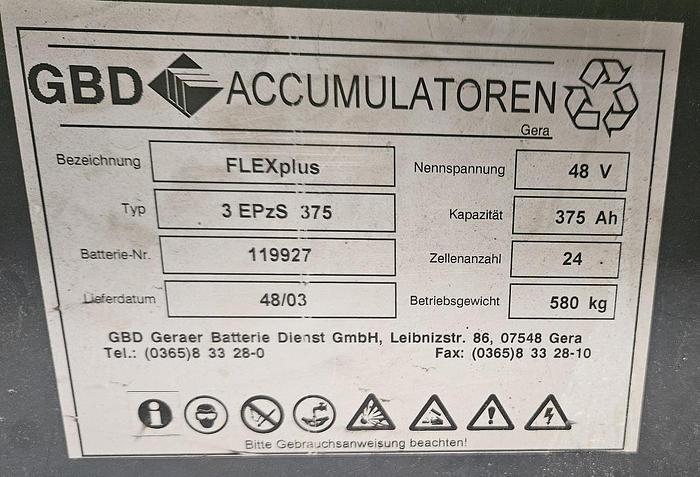 GBD ACCUMULATOREN
Gera
Bezeichnung FLEXplus Nennspannung 48 V
Typ 3 EPzS 375 Kapazität 375 Ah
Batterie-Nr. 119927 Zellenanzahl 24
Lieferdatum 48/03 Betriebsgewicht 580 kg
GBD Geraer Batterie Dienst GmbH, Leibnizstr. 86, 07548 Gera
Tel.: (0365)8 33 28-0 Fax: (0365)8 33 28-10
Bitte Gebrauchsanweisung beachten!